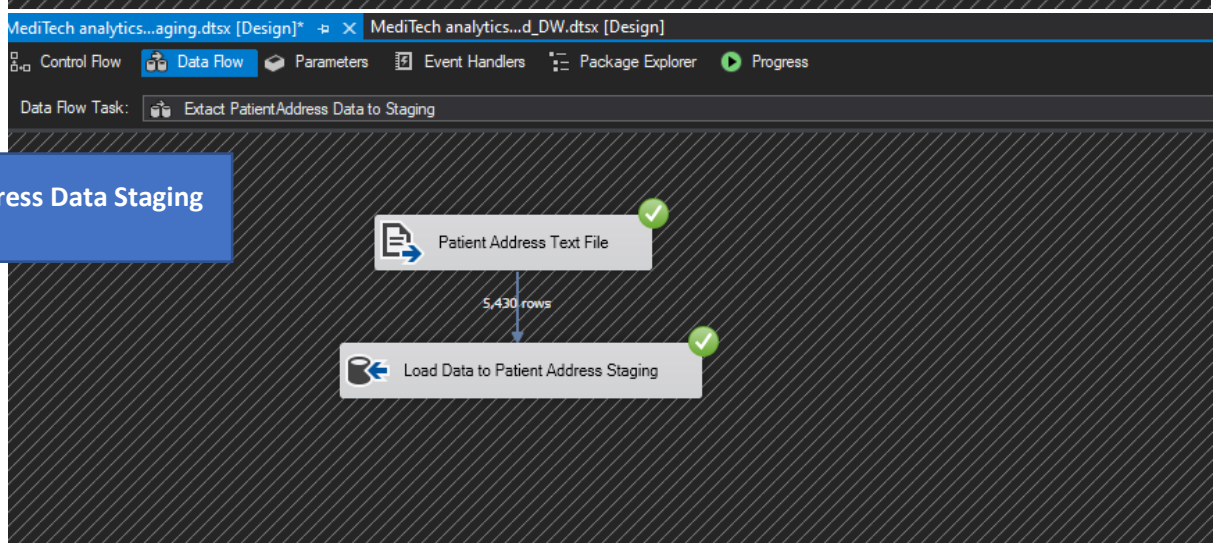 MediTech analytics...aging.dtsx [Design]* MediTech analytics...d_DW.dtsx [Design]
Control Flow Data Flow Parameters Event Handlers Package Explorer Progress
Data Flow Task: Extact PatientAddress Data to Staging
ress Data Staging
Patient Address Text File
5,430 rows
Load Data to Patient Address Staging